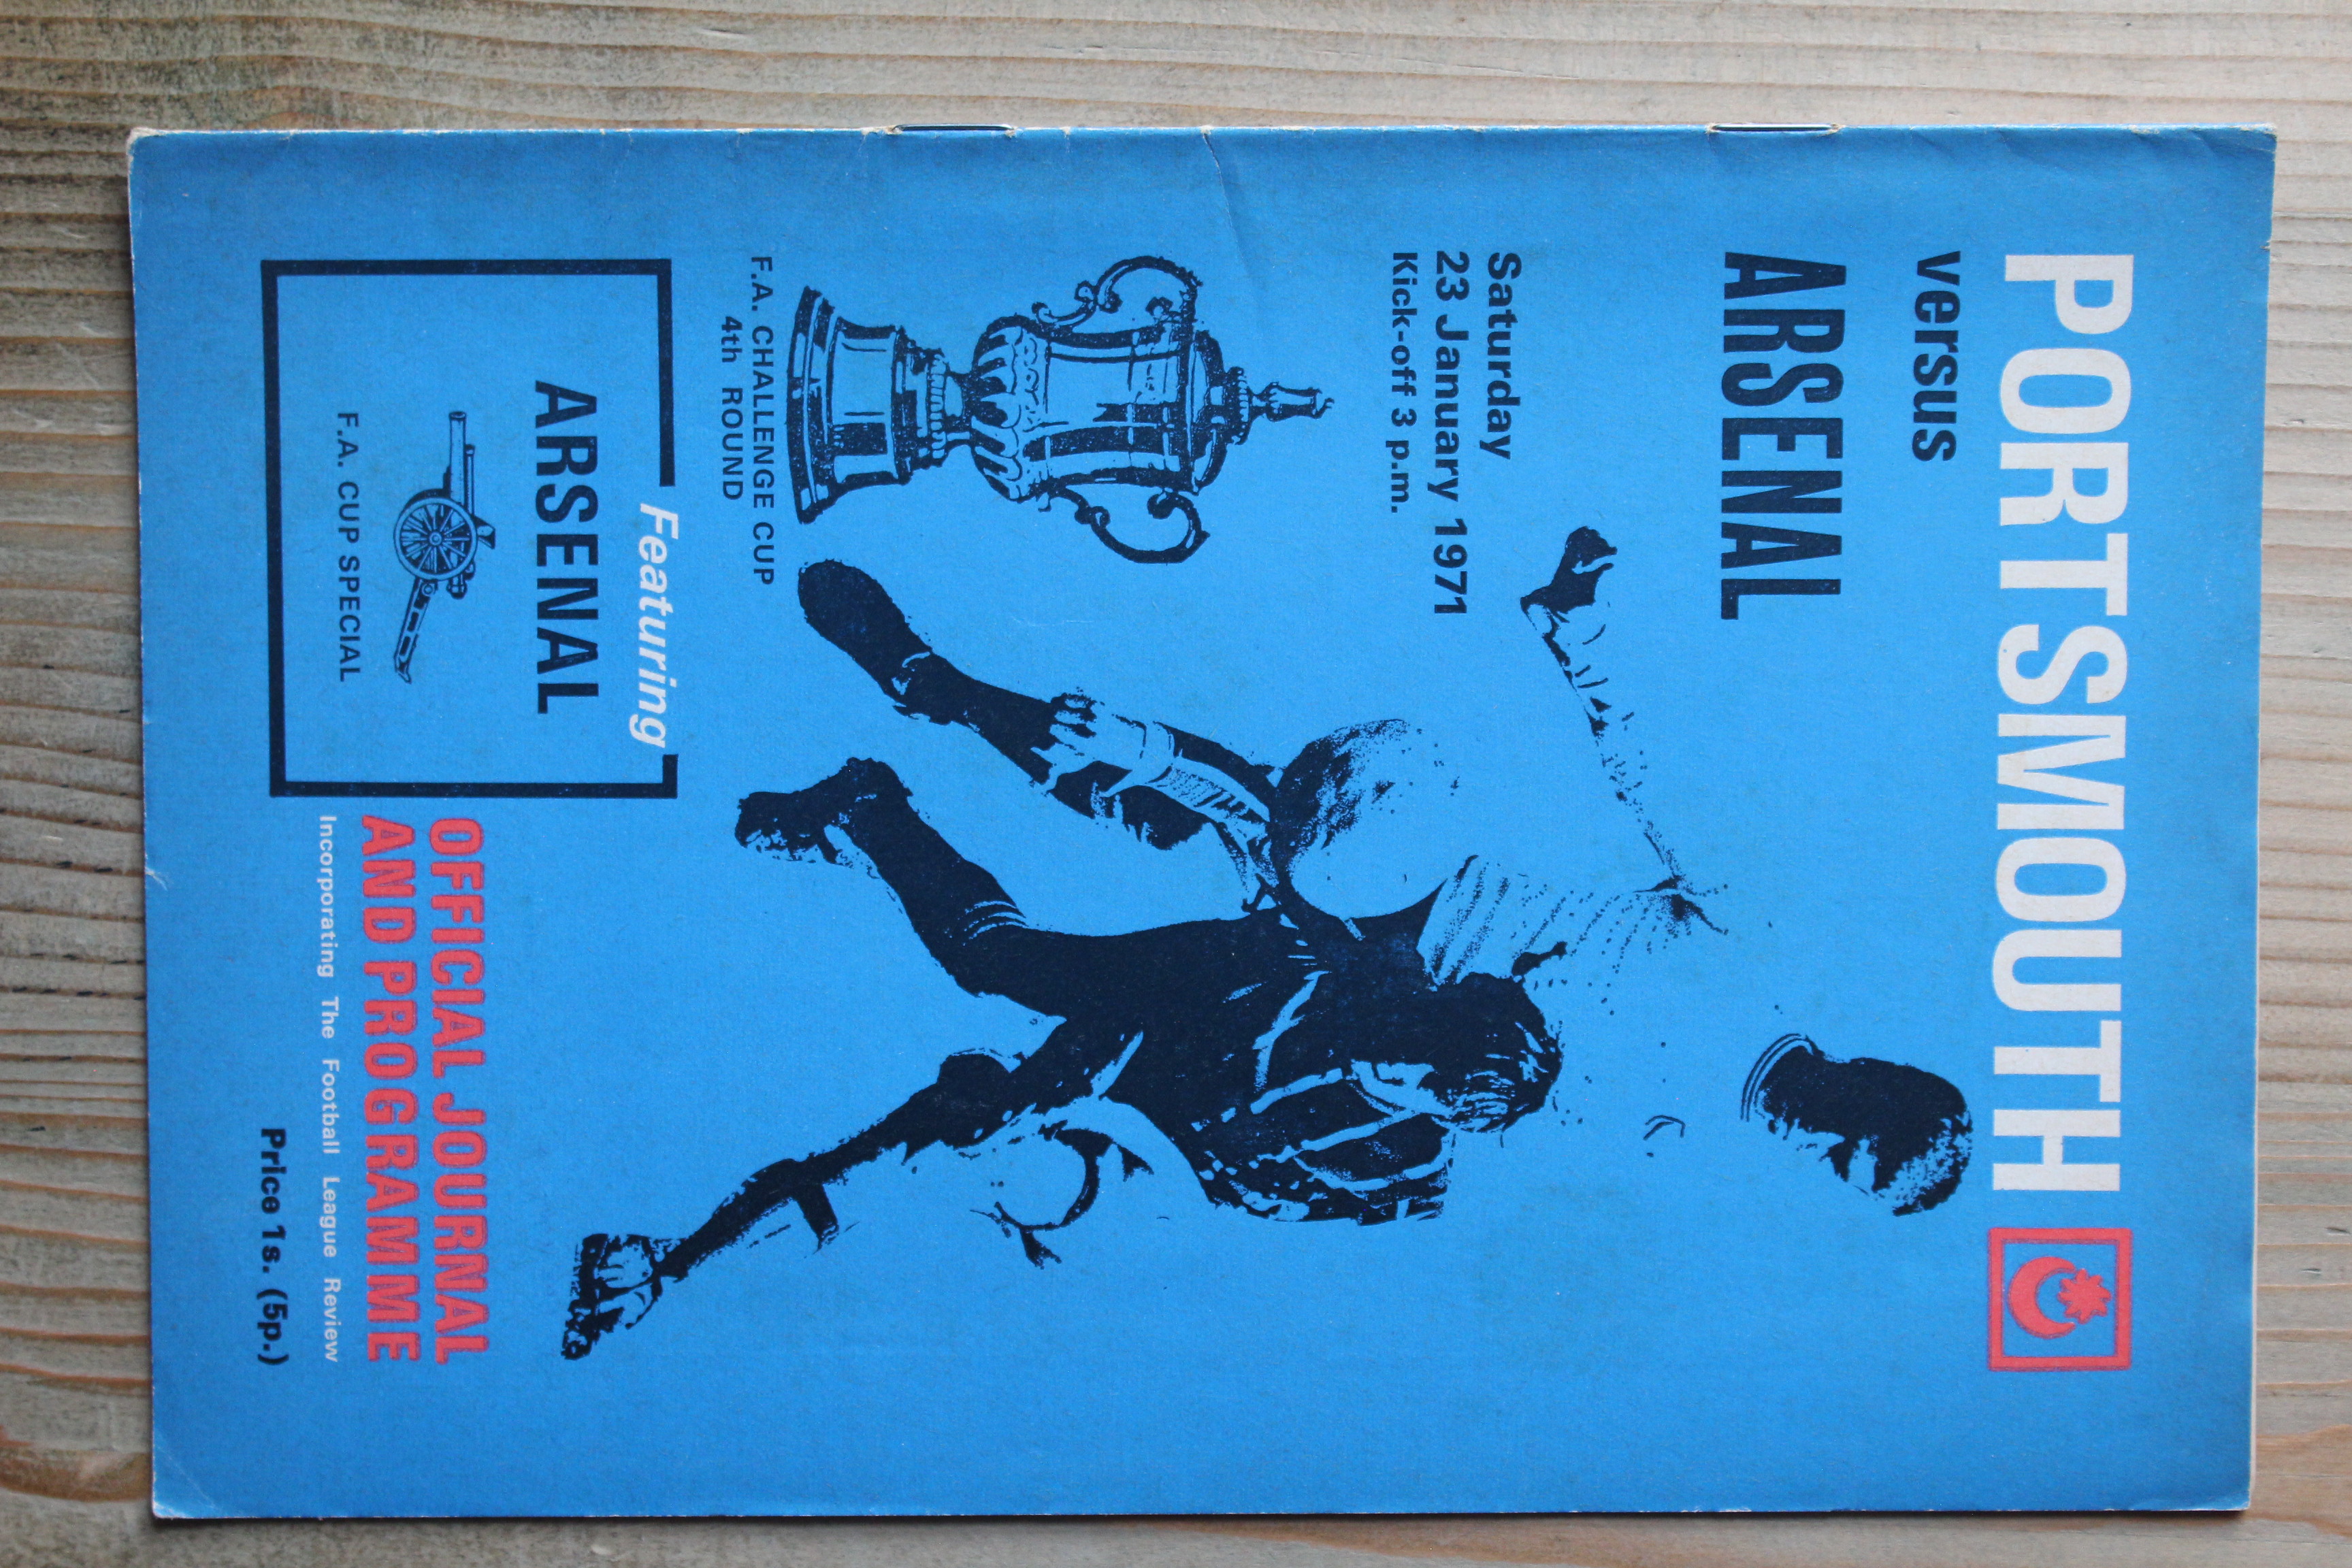 PORTSMOUTH
versus
ARSENAL
Saturday
23 January 1971
Kick-off 3 p.m.
F.A. CHALLENGE CUP
4th ROUND
Featuring
ARSENAL
F.A. CUP SPECIAL
OFFICIAL JOURNAL
AND PROGRAMME
Incorporating The Football League Review
Price 1s. (5p.)